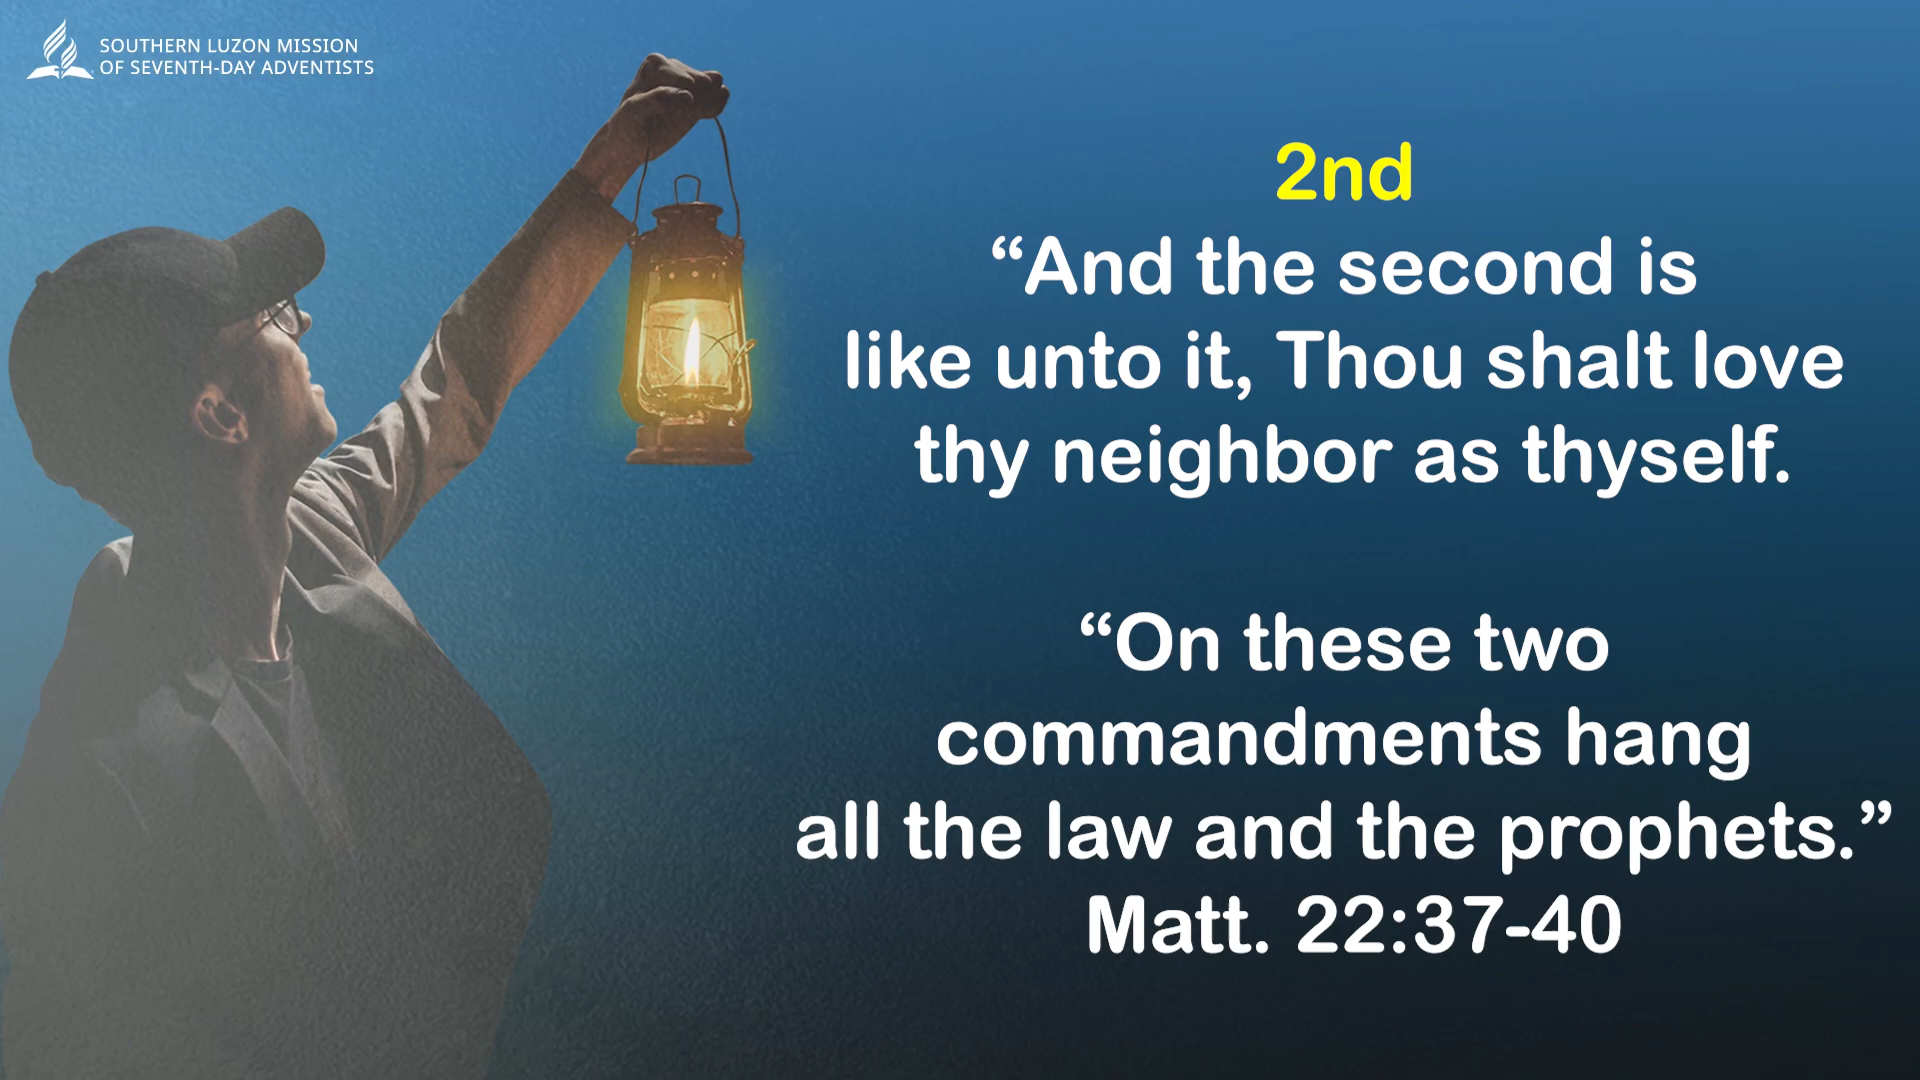 SOUTHERN LUZON MISSION
OF SEVENTH-DAY ADVENTISTS
2nd
“And the second is
like unto it, Thou shalt love
thy neighbor as thyself.
“On these two
commandments hang
all the law and the prophets.”
Matt. 22:37-40